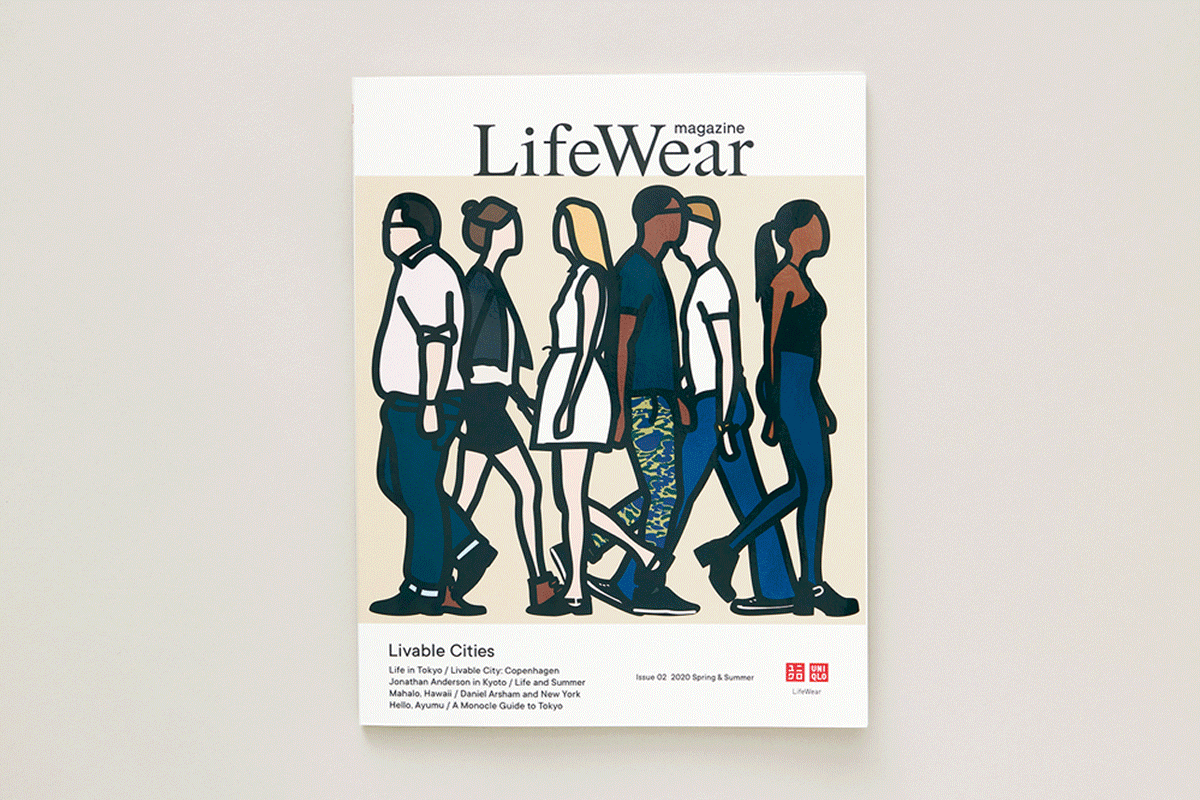 LifeWear
magazine
Livable Cities
Life in Tokyo / Livable City: Copenhagen
Jonathan Anderson in Kyoto / Life and Summer
Mahalo, Hawaii / Daniel Arsham and New York
Hello, Ayumu / A Monocle Guide to Tokyo
Issue 02 2020 Spring & Summer
ユニ
クロ
UNI
QLO
LifeWear